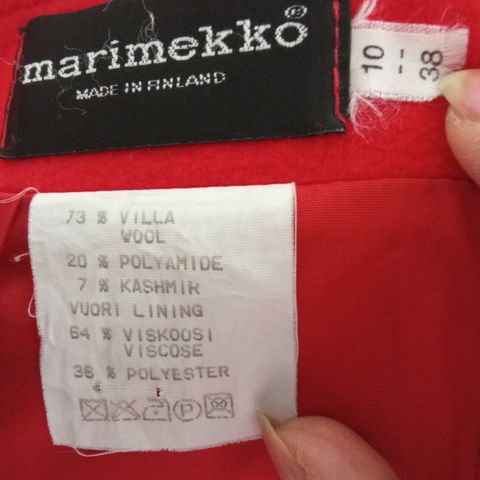 marimekko®
MADE IN FINLAND
10 -- 38
73 % VILLA
WOOL
20 % POLYAMIDE
7 % KASHMIR
VUORI LINING
64 % VISKOOSI
VISCOSE
36 % POLYESTER
P